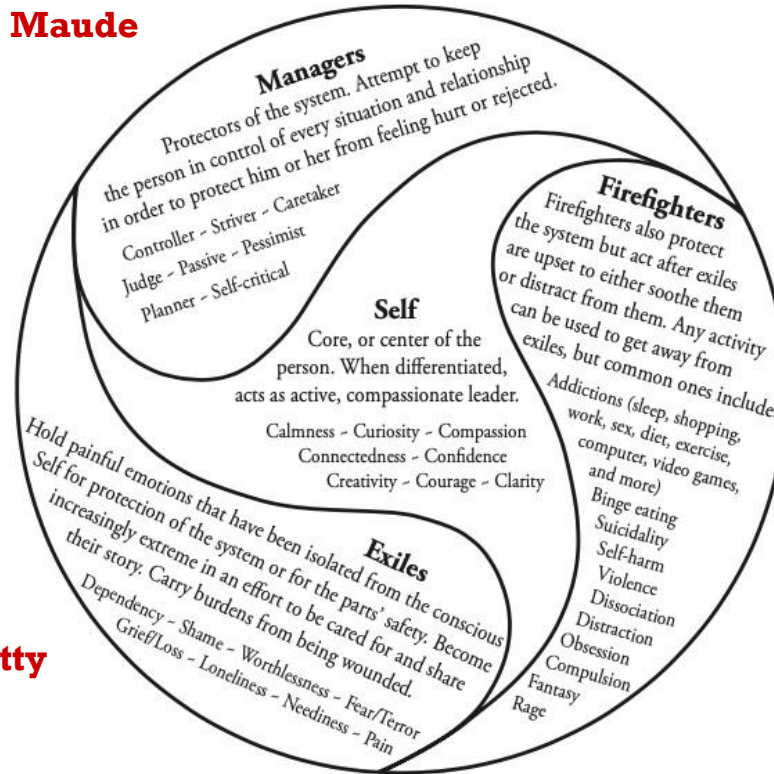 Maude
Managers
Protectors of the system. Attempt to keep
the person in control of every situation and relationship
in order to protect him or her from feeling hurt or rejected.
Controller ~ Striver ~ Caretaker
Judge ~ Passive ~ Pessimist
Planner ~ Self-critical
Firefighters
Firefighters also protect
the system but act after exiles
are upset to either soothe them
or distract from them. Any activity
can be used to get away from
exiles, but common ones include
Addictions (sleep, shopping,
work, sex, diet, exercise,
computer, video games,
and more)
Binge eating
Suicidality
Self-harm
Violence
Dissociation
Distraction
Obsession
Compulsion
Fantasy
Rage
Self
Core, or center of the
person. When differentiated,
acts as active, compassionate leader.
Calmness ~ Curiosity ~ Compassion
Connectedness ~ Confidence
Creativity ~ Courage ~ Clarity
Exiles
Hold painful emotions that have been isolated from the conscious
Self for protection of the system or for the parts' safety. Become
increasingly extreme in an effort to be cared for and share
their story. Carry burdens from being wounded.
Dependency ~ Shame ~ Worthlessness ~ Fear/Terror
Grief/Loss ~ Loneliness ~ Neediness ~ Pain
tty